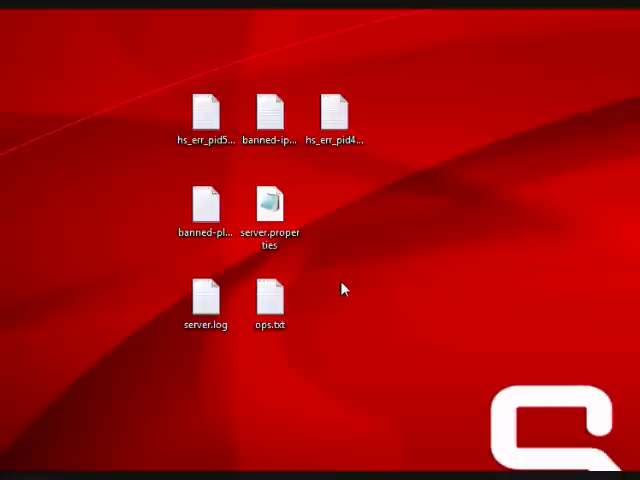 hs_err_pid5... banned-ip... hs_err_pid4...
banned-pl... server.proper
ties
server.log ops.txt